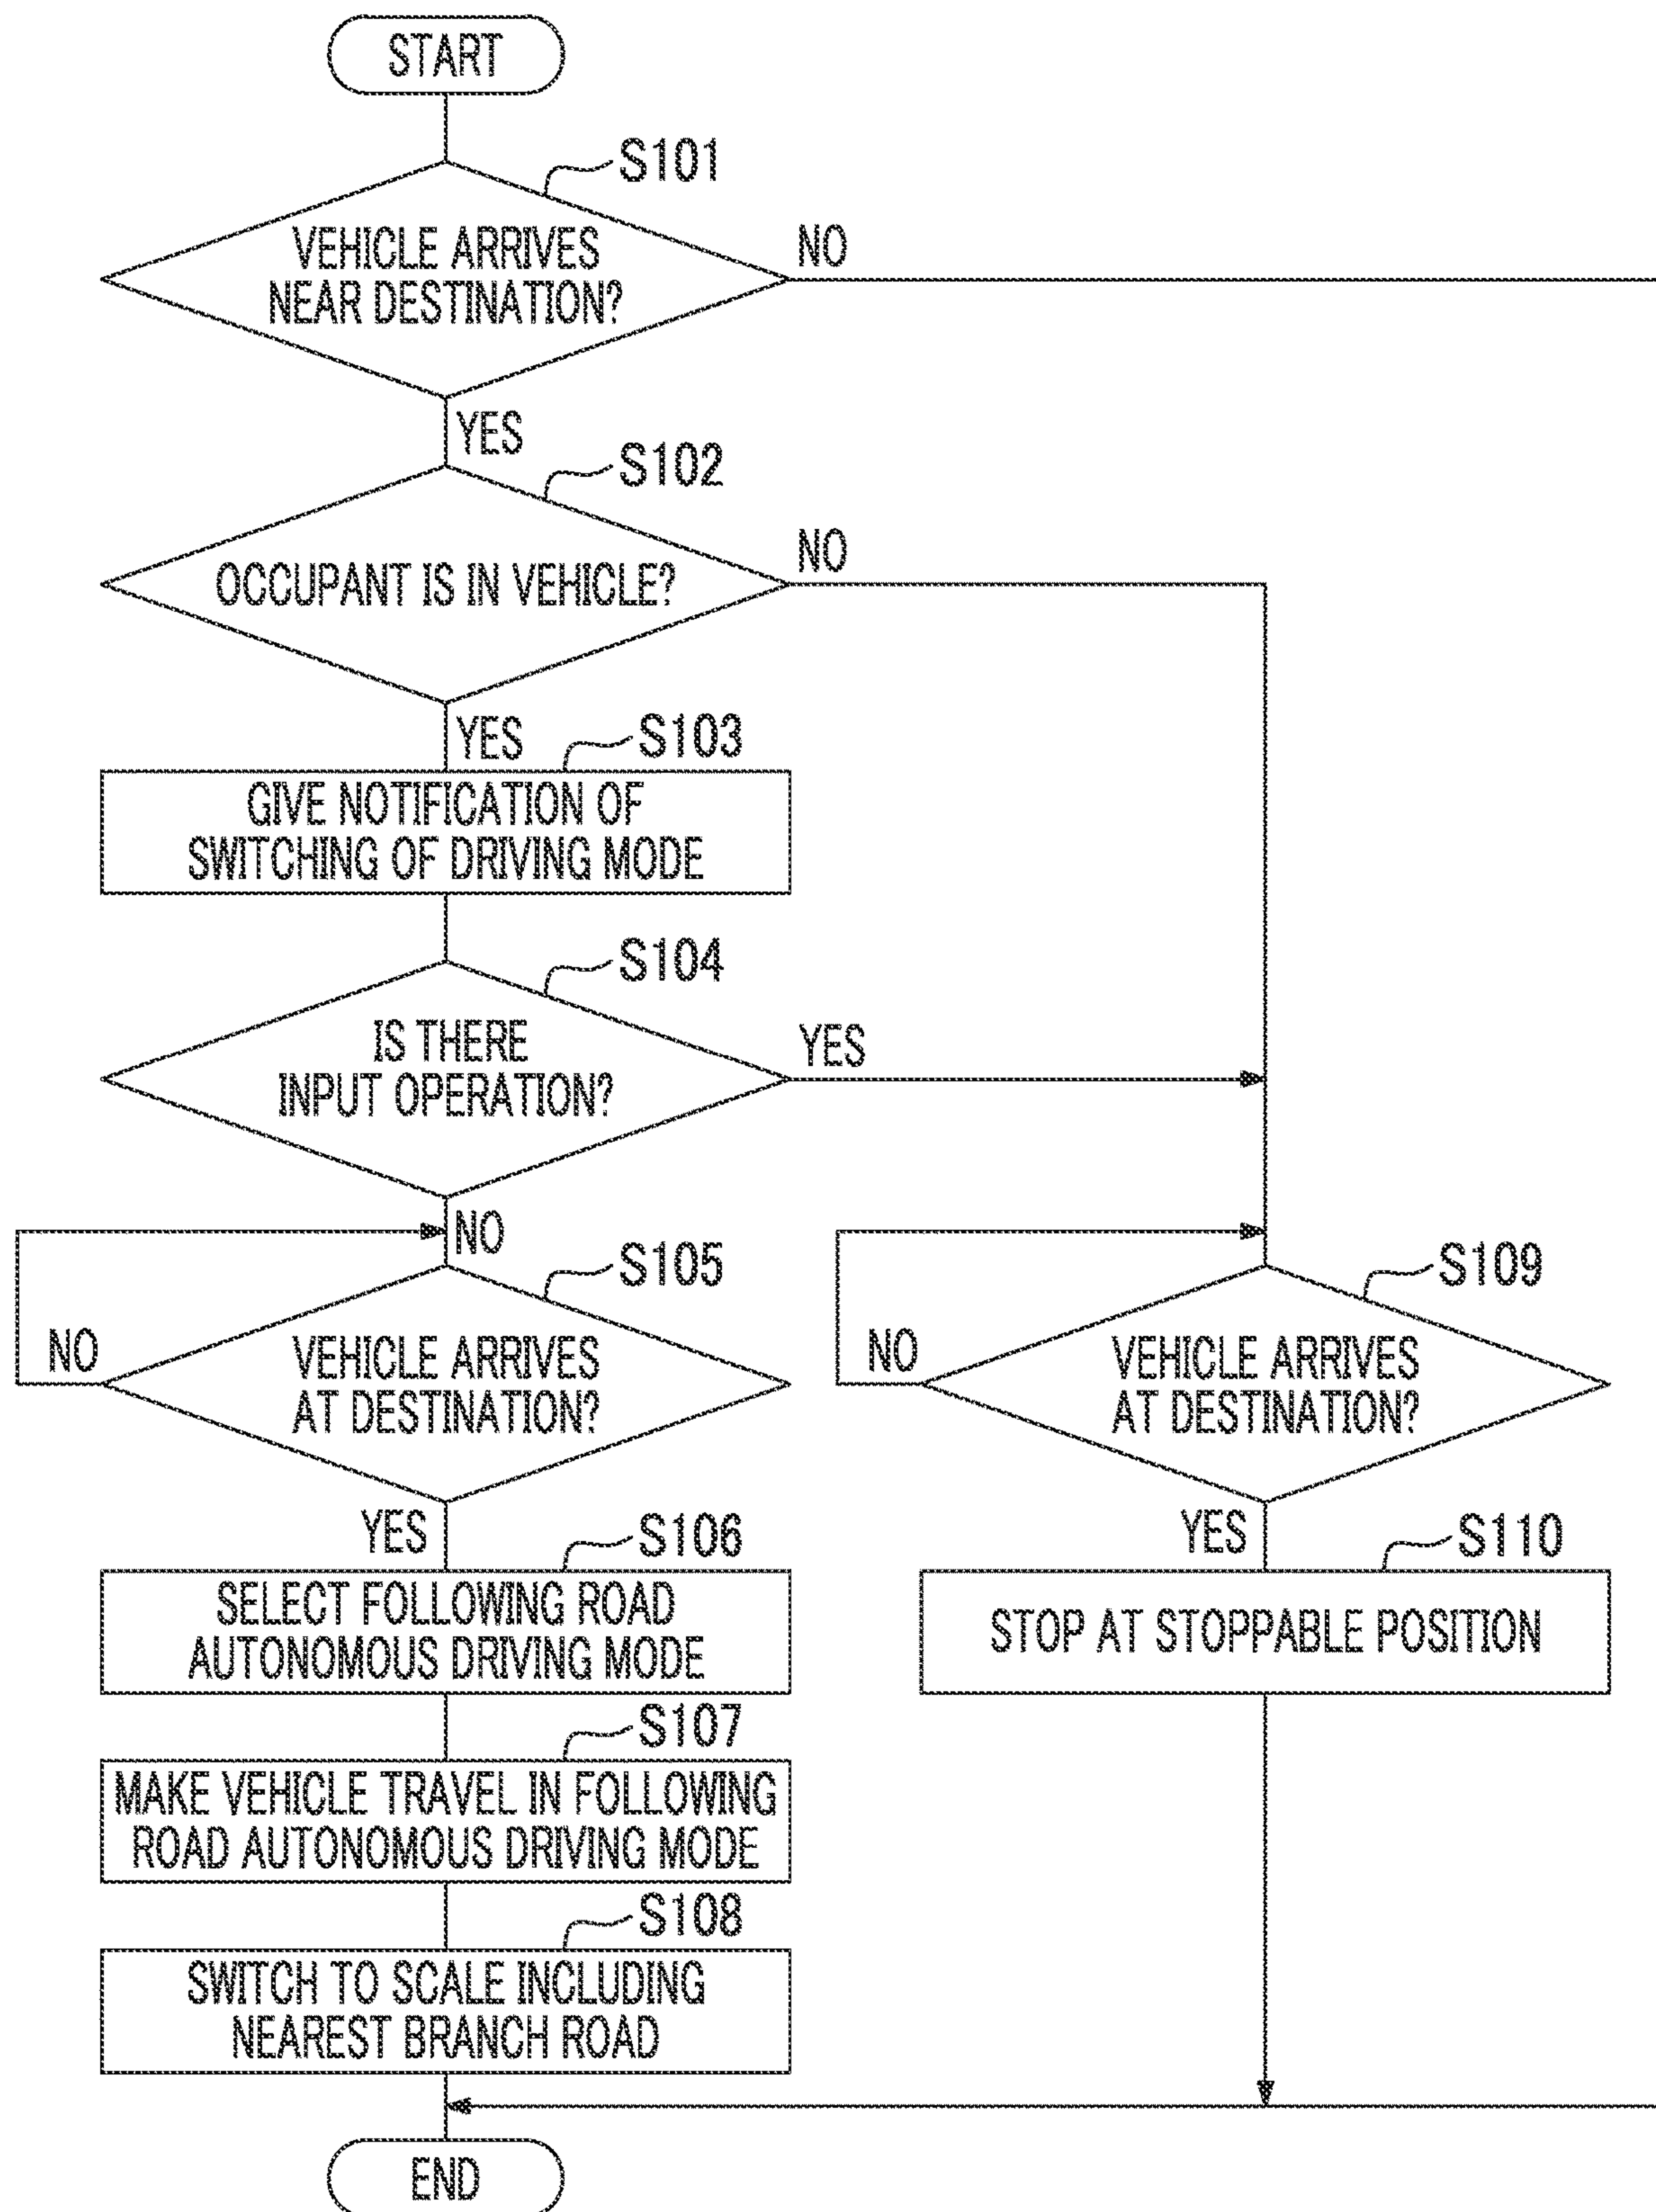 START
S101
VEHICLE ARRIVES
NEAR DESTINATION?
NO
YES
S102
OCCUPANT IS IN VEHICLE?
NO
YES
S103
GIVE NOTIFICATION OF
SWITCHING OF DRIVING MODE
S104
IS THERE
INPUT OPERATION?
YES
NO
S105
VEHICLE ARRIVES
AT DESTINATION?
NO
YES
S109
VEHICLE ARRIVES
AT DESTINATION?
NO
YES
S106
SELECT FOLLOWING ROAD
AUTONOMOUS DRIVING MODE
S110
STOP AT STOPPABLE POSITION
S107
MAKE VEHICLE TRAVEL IN FOLLOWING
ROAD AUTONOMOUS DRIVING MODE
S108
SWITCH TO SCALE INCLUDING
NEAREST BRANCH ROAD
END